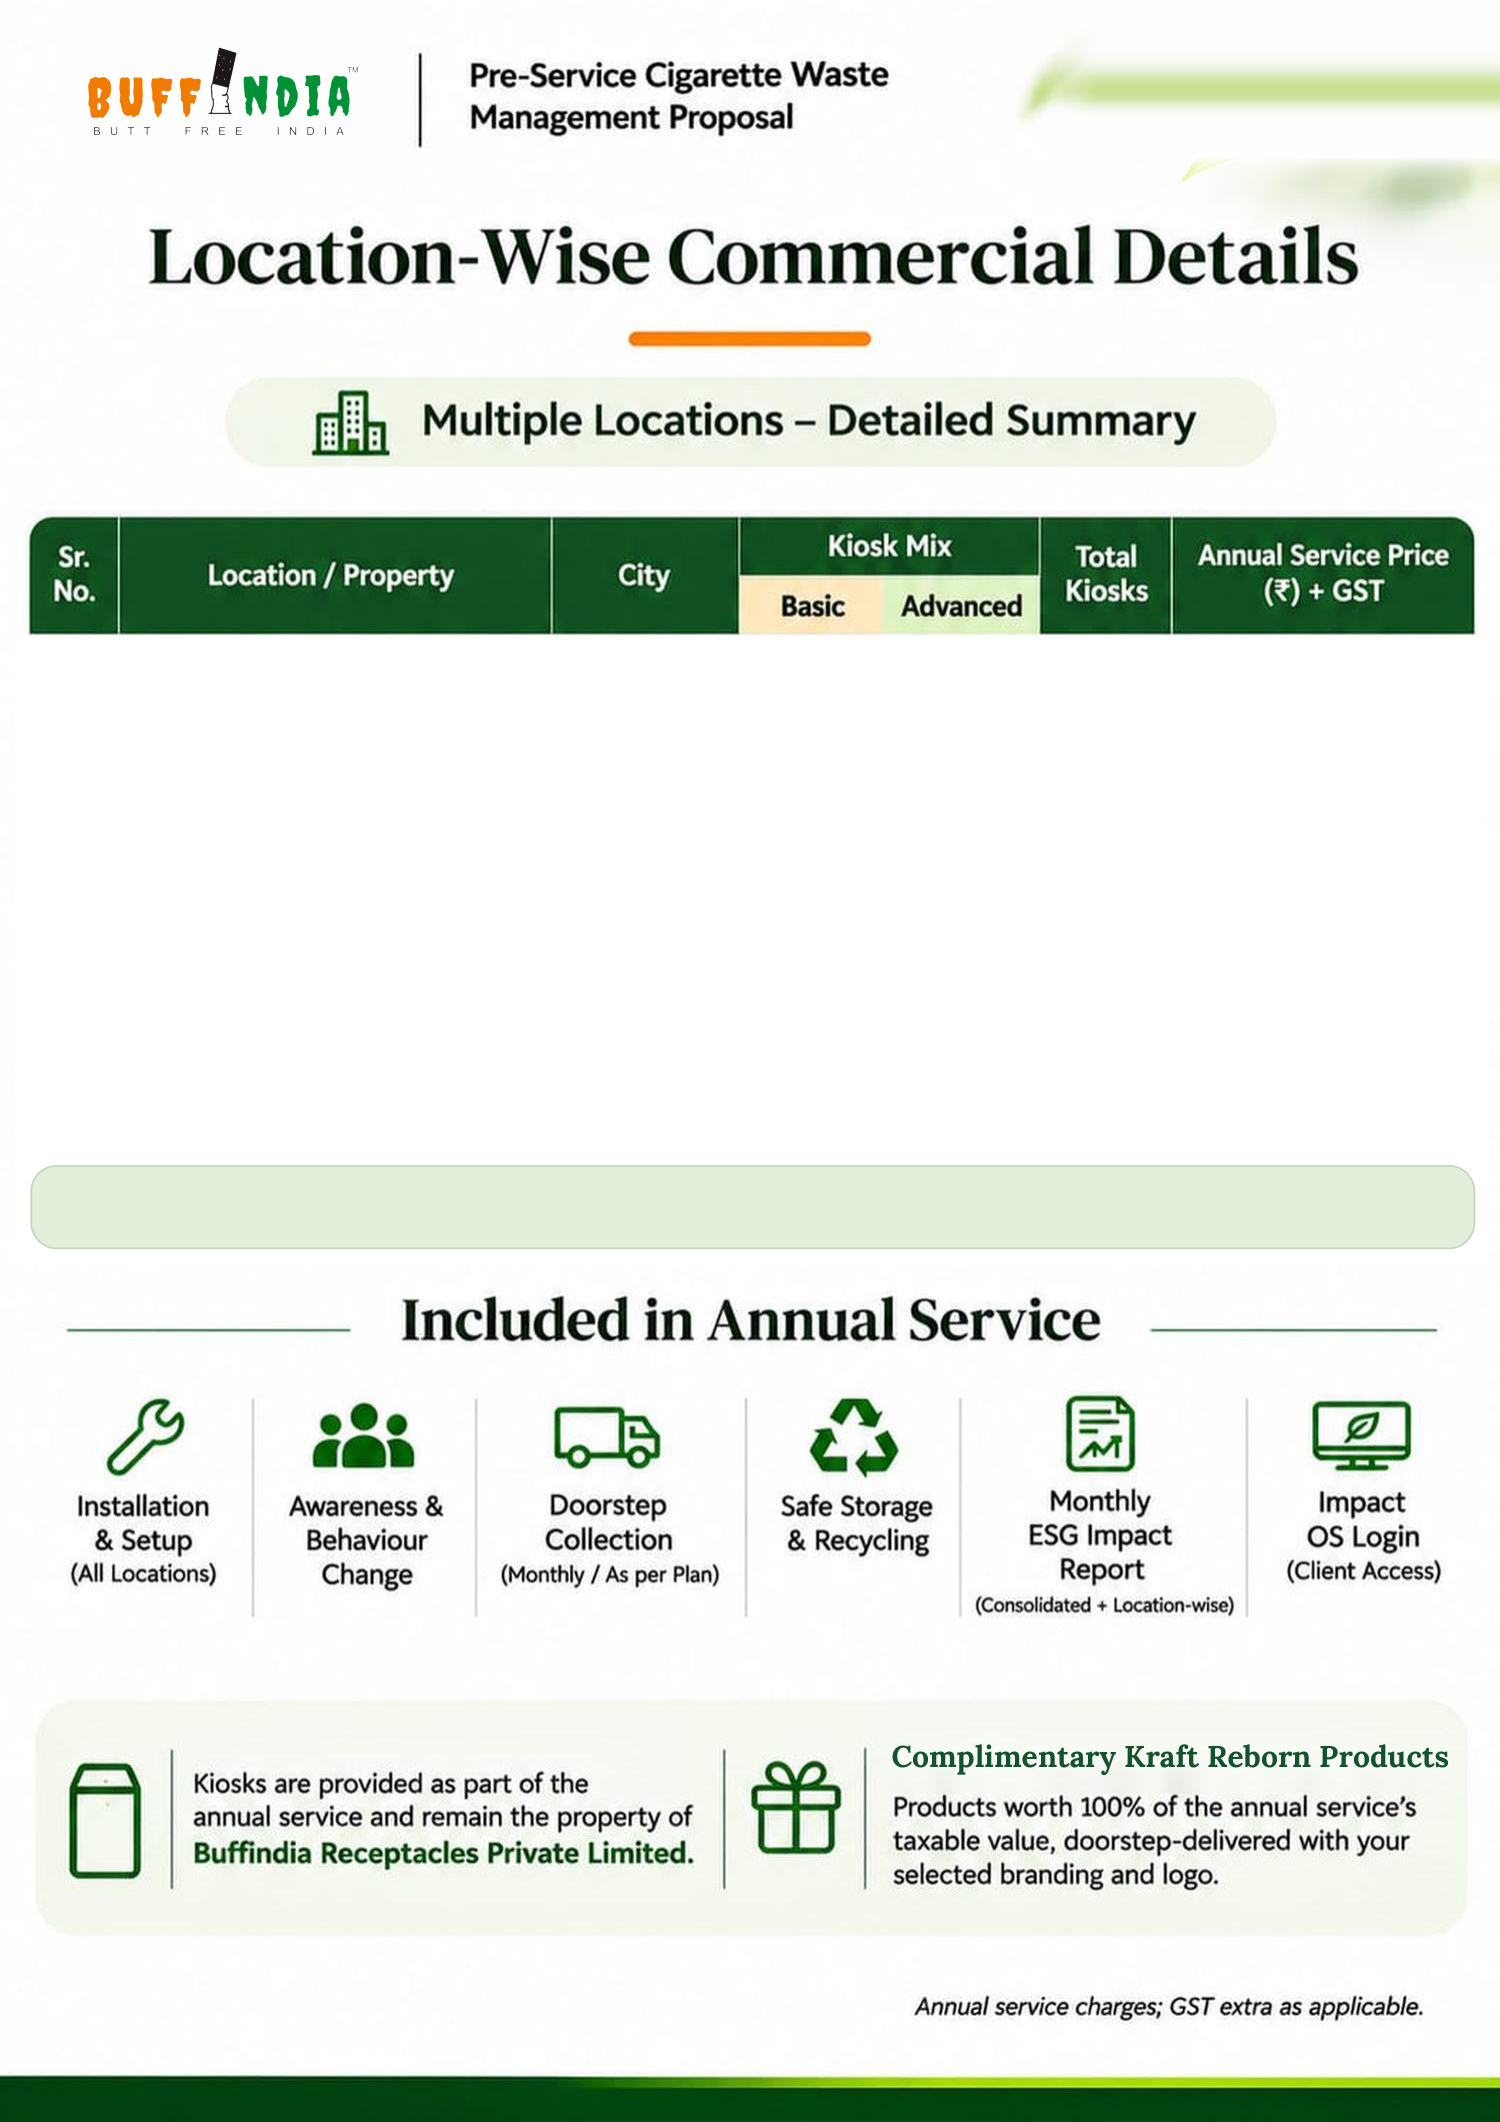 BUFFINDIA™
BUTT FREE INDIA
Pre-Service Cigarette Waste
Management Proposal
Location-Wise Commercial Details
Multiple Locations – Detailed Summary
Sr.
No.
Location / Property
City
Kiosk Mix
Basic
Advanced
Total
Kiosks
Annual Service Price
(₹) + GST
Included in Annual Service
Installation
& Setup
(All Locations)
Awareness &
Behaviour
Change
Doorstep
Collection
(Monthly / As per Plan)
Safe Storage
& Recycling
Monthly
ESG Impact
Report
(Consolidated + Location-wise)
Impact
OS Login
(Client Access)
Kiosks are provided as part of the
annual service and remain the property of
Buffindia Receptacles Private Limited.
Complimentary Kraft Reborn Products
Products worth 100% of the annual service’s
taxable value, doorstep-delivered with your
selected branding and logo.
Annual service charges; GST extra as applicable.